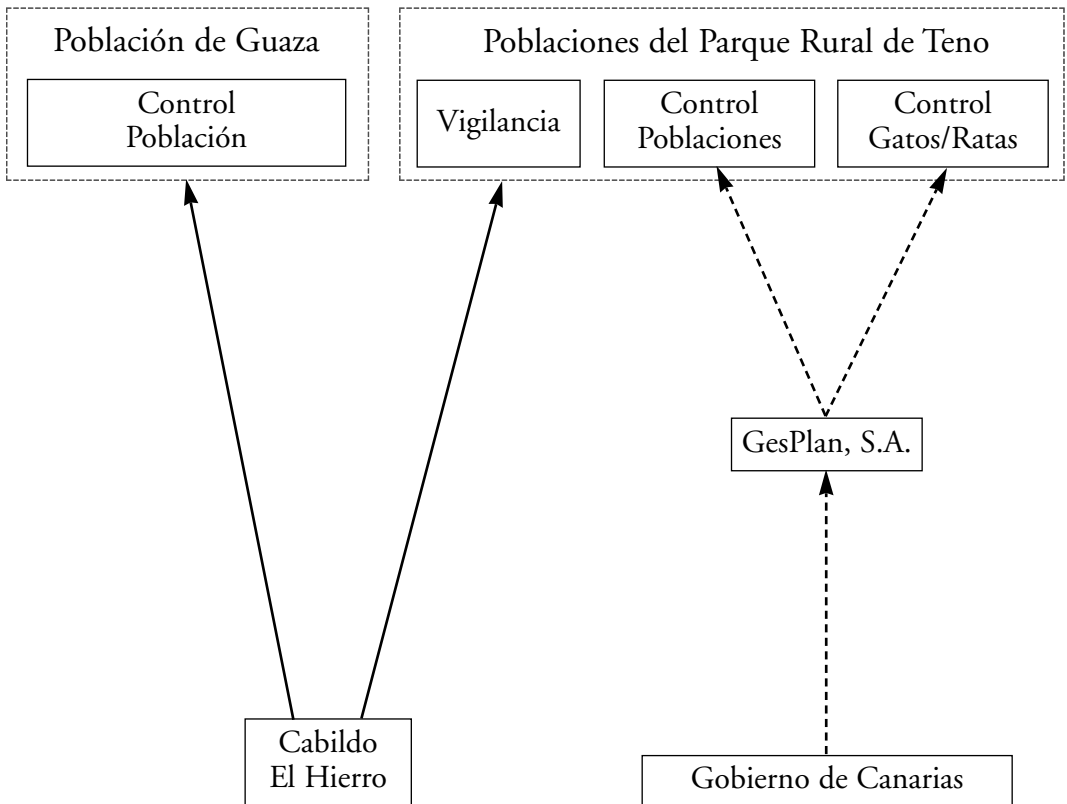 Población de Guaza
Control
Población
Poblaciones del Parque Rural de Teno
Vigilancia
Control
Poblaciones
Control
Gatos/Ratas
GesPlan, S.A.
Cabildo
El Hierro
Gobierno de Canarias